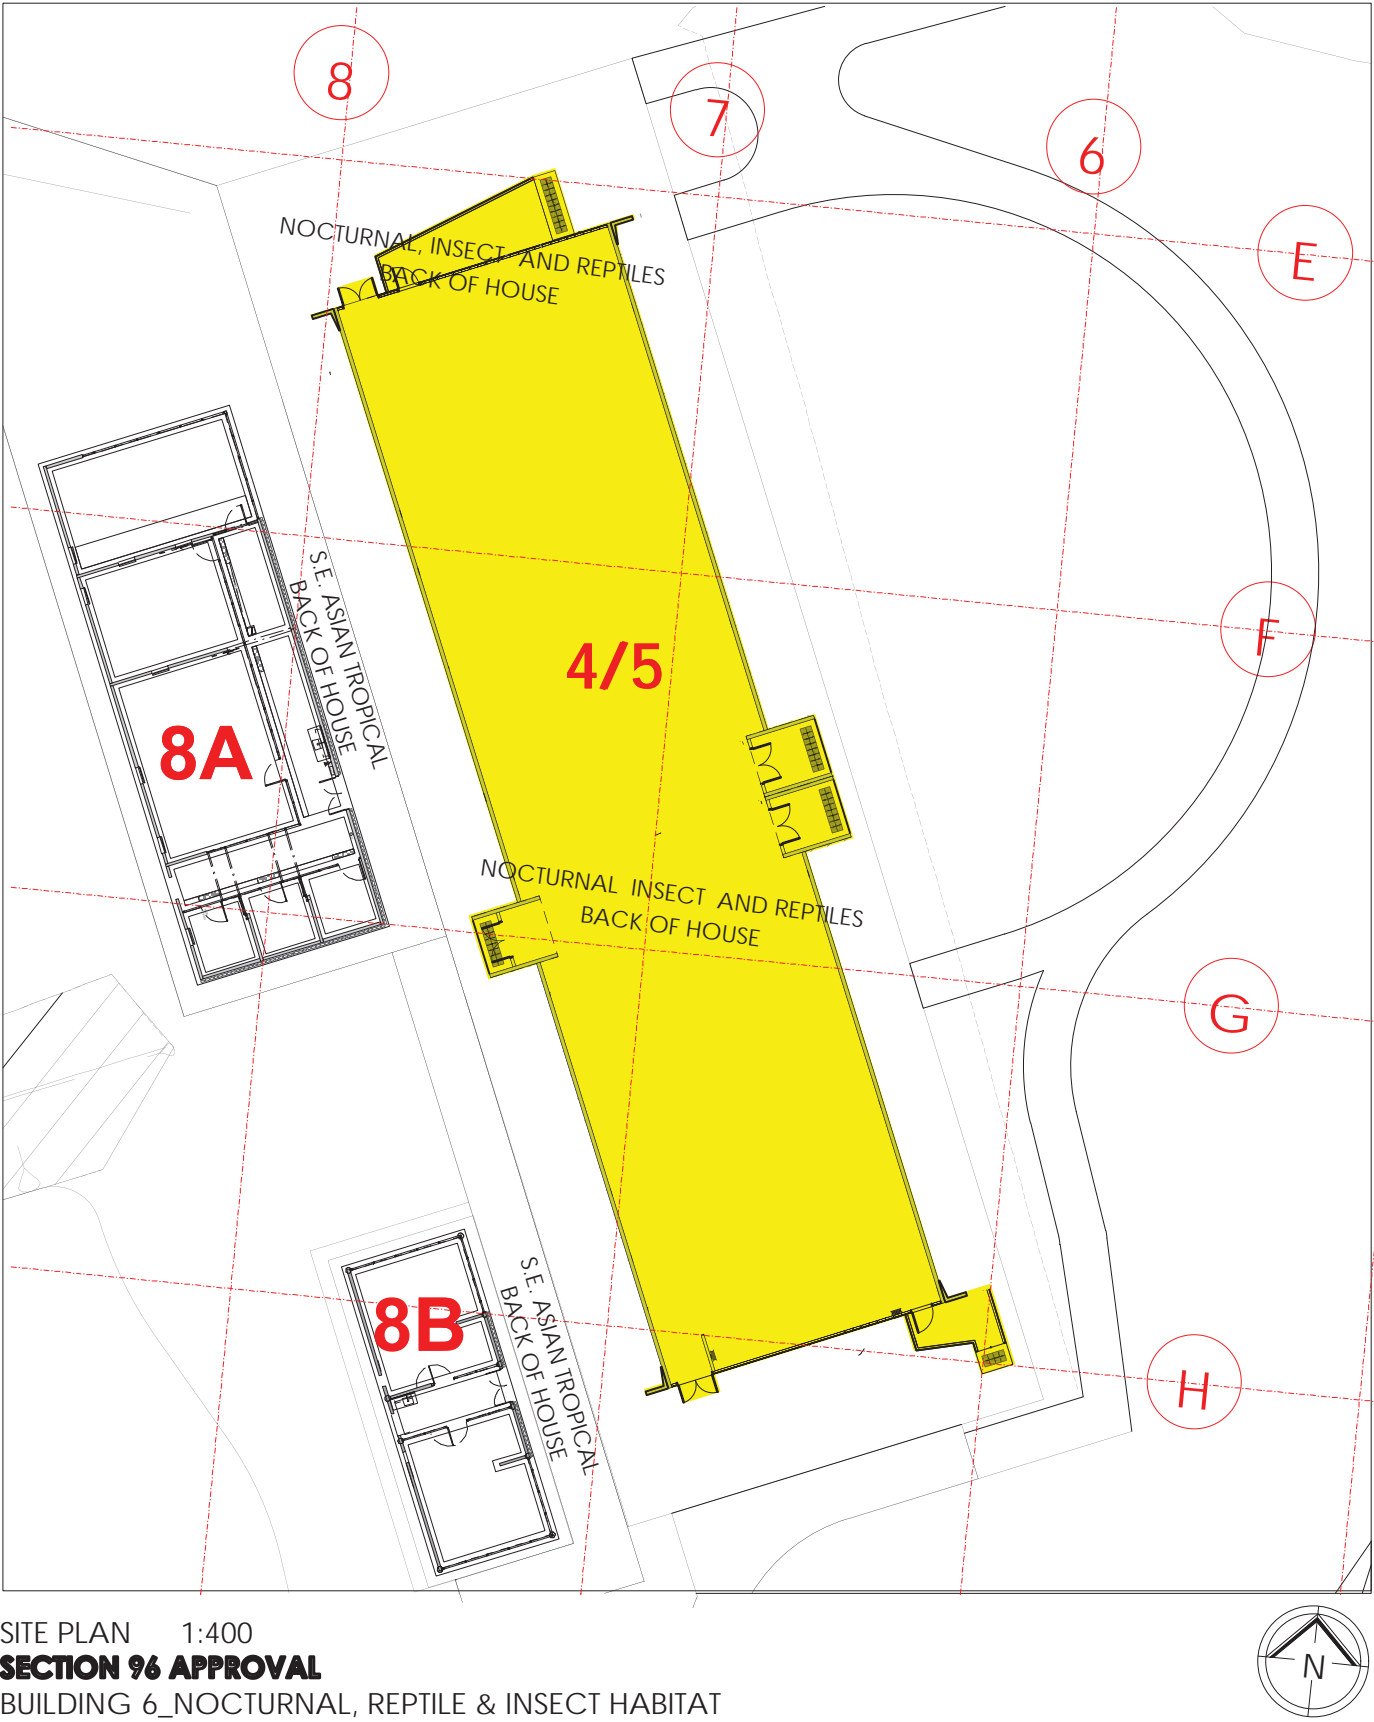 8
7
6
E
NOCTURNAL, INSECT, AND REPTILES
BACK OF HOUSE
S.E. ASIAN TROPICAL
BACK OF HOUSE
F
4/5
8A
NOCTURNAL INSECT AND REPTILES
BACK OF HOUSE
G
S.E. ASIAN TROPICAL
BACK OF HOUSE
8B
H
SITE PLAN 1:400
SECTION 96 APPROVAL
BUILDING 6_NOCTURNAL, REPTILE & INSECT HABITAT
N